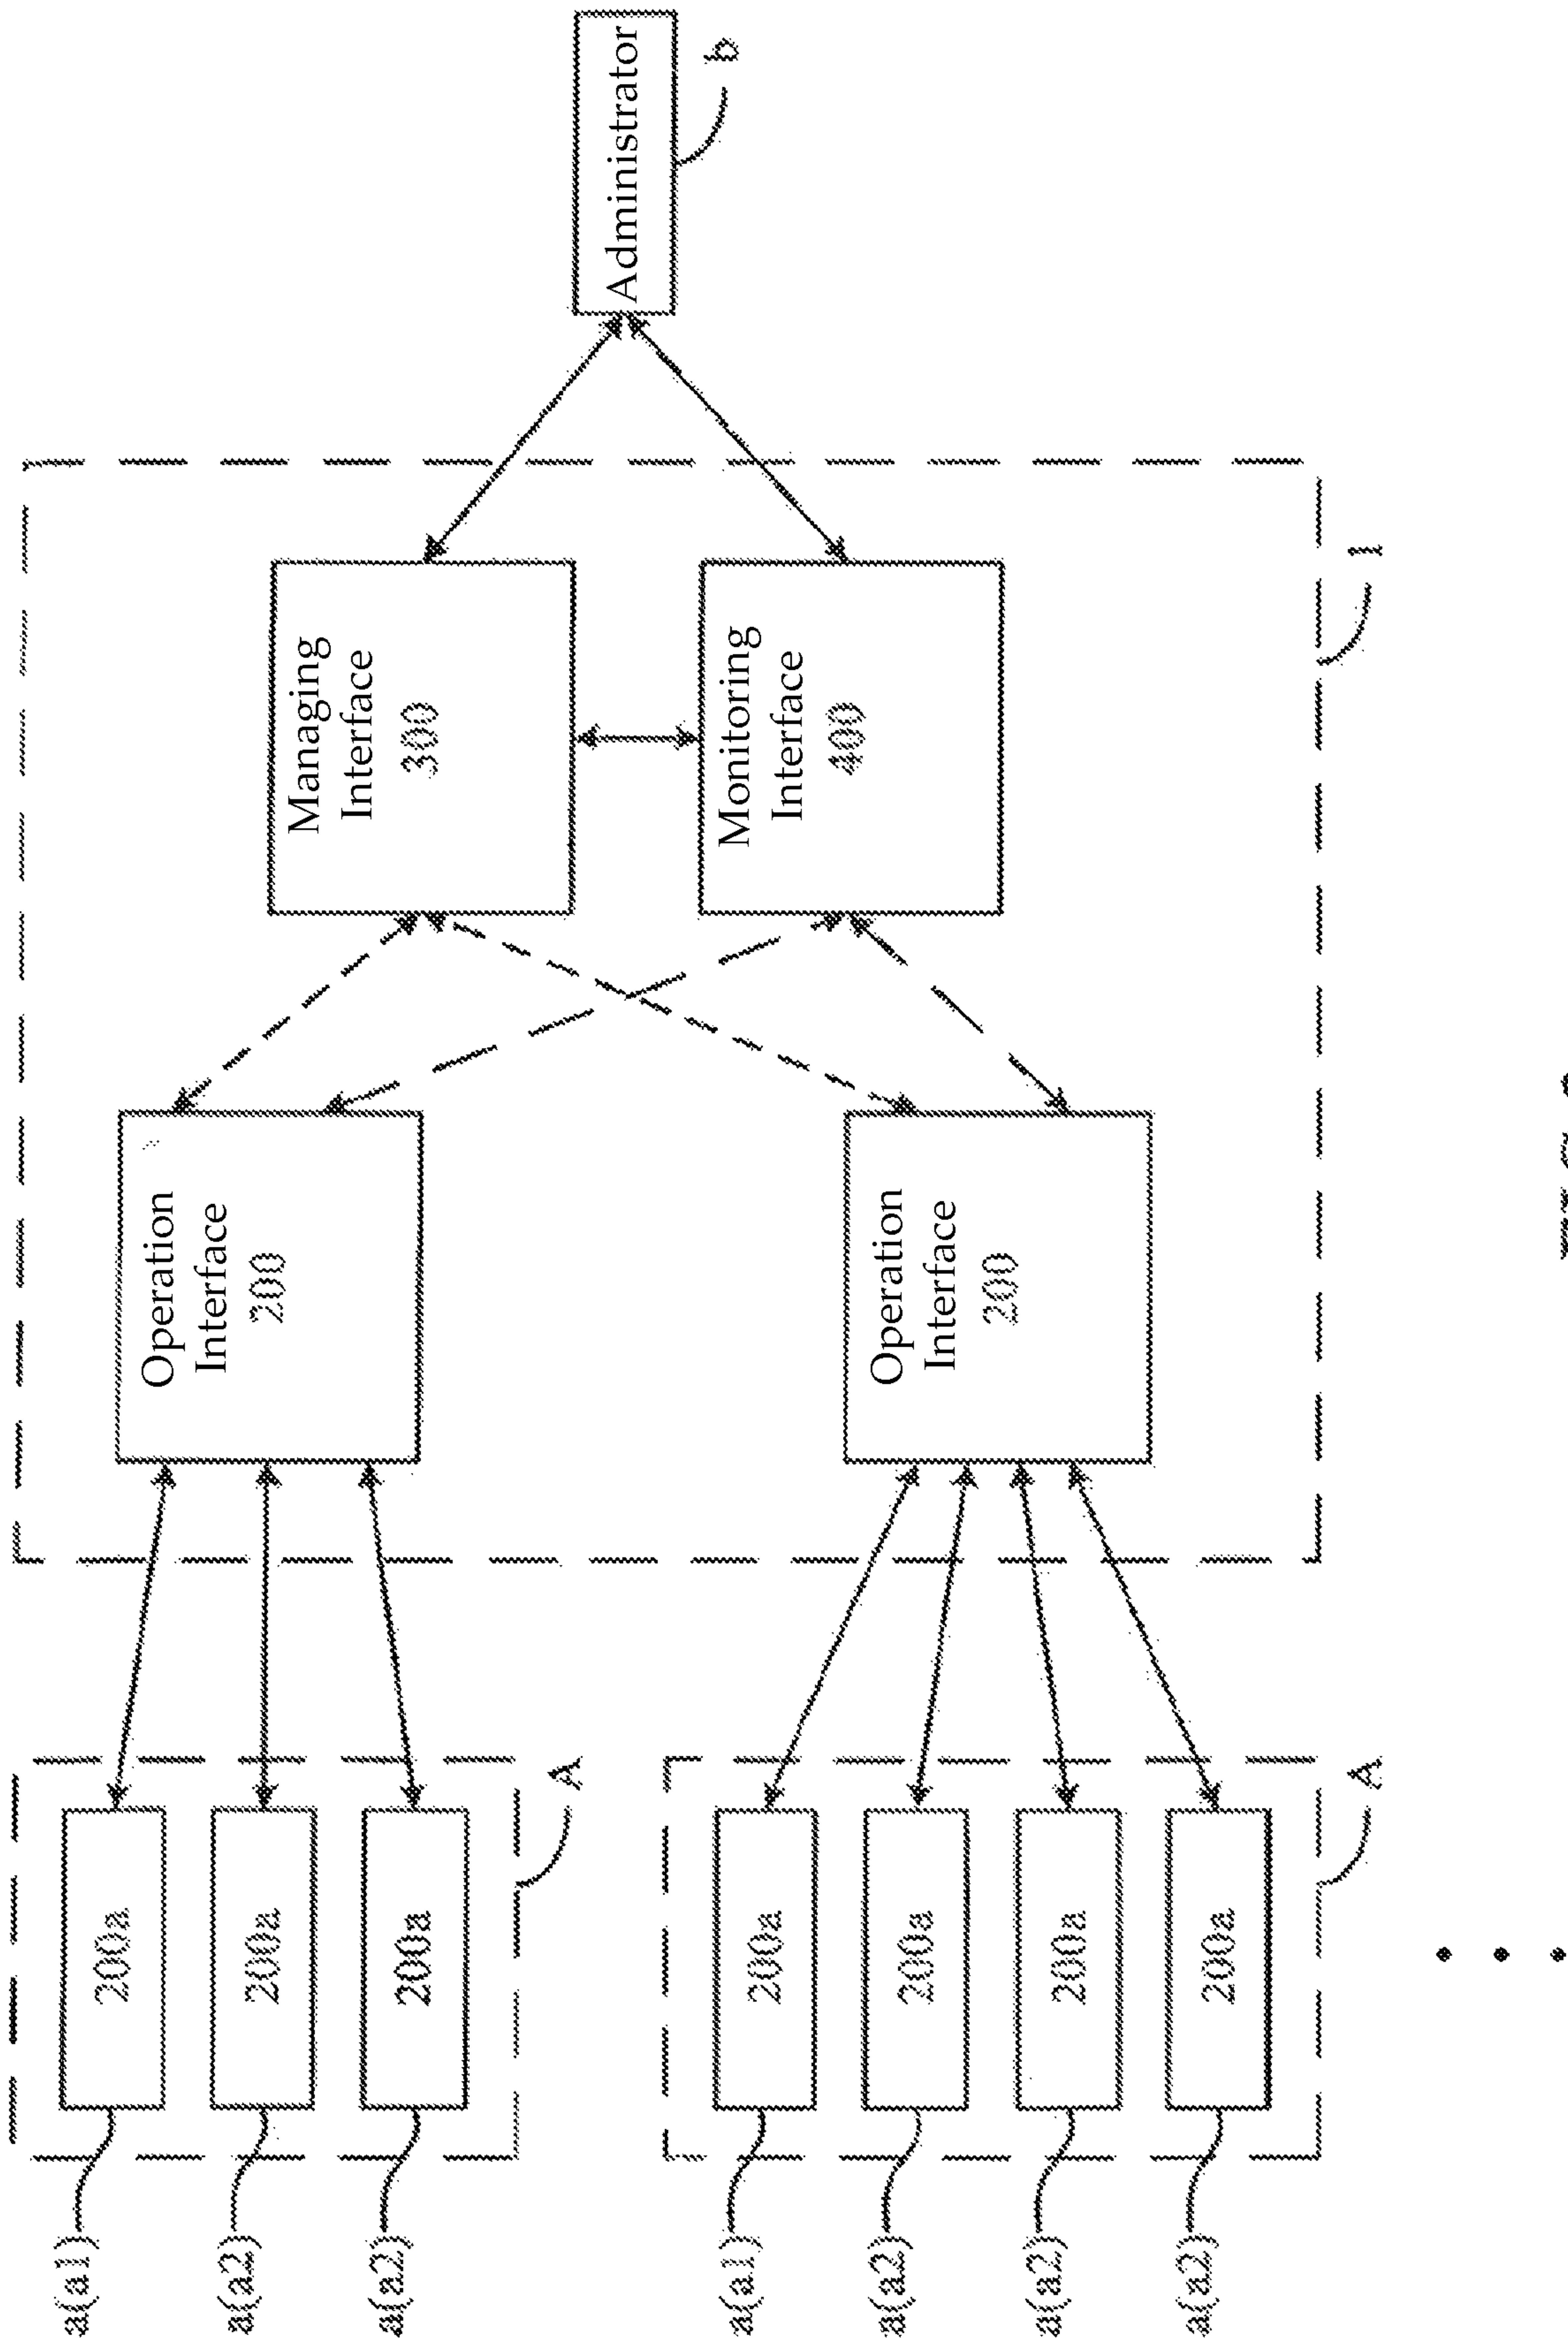 a(a1)
200a
a(a2)
200a
a(a2)
200a
A
a(a1)
200a
a(a2)
200a
a(a2)
200a
a(a2)
200a
A
Operation
Interface
200
Operation
Interface
200
Managing
Interface
300
Monitoring
Interface
400
1
Administrator
b